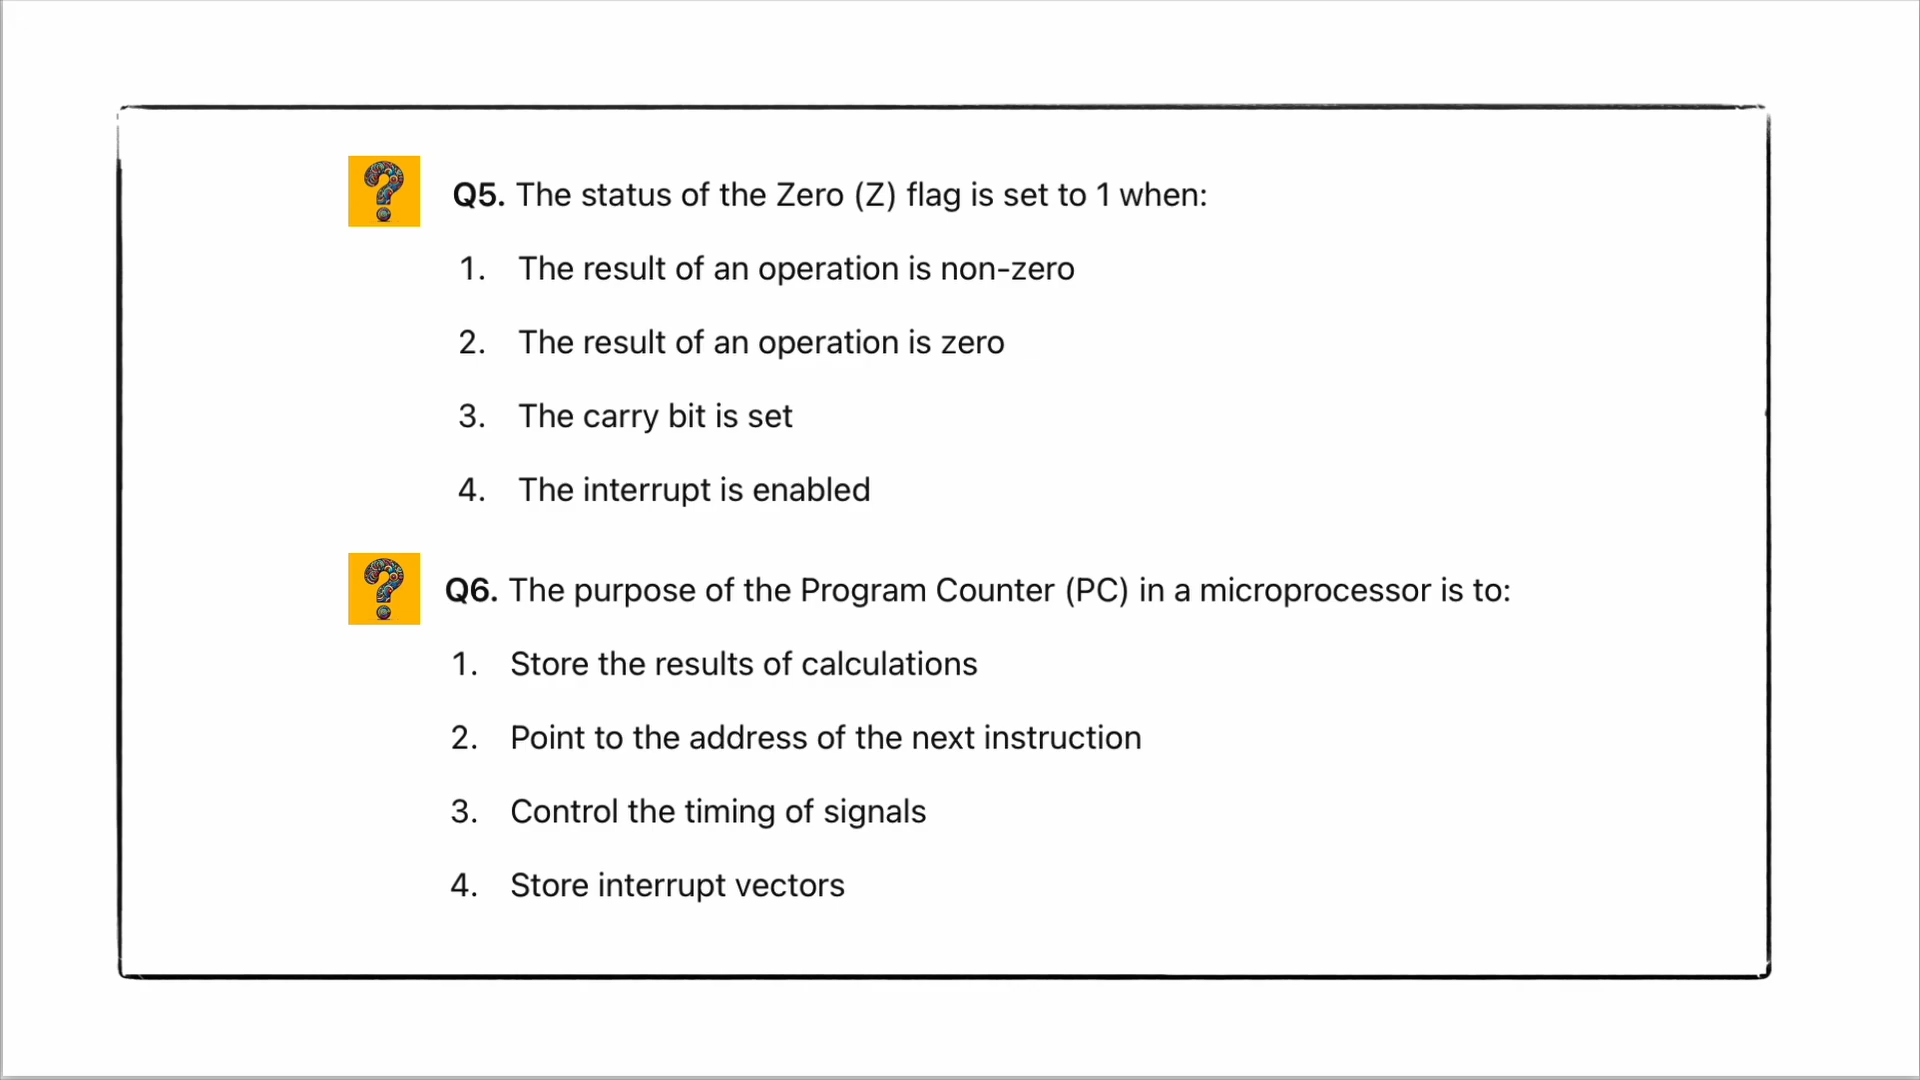 Q5. The status of the Zero (Z) flag is set to 1 when:
1. The result of an operation is non-zero
2. The result of an operation is zero
3. The carry bit is set
4. The interrupt is enabled
Q6. The purpose of the Program Counter (PC) in a microprocessor is to:
1. Store the results of calculations
2. Point to the address of the next instruction
3. Control the timing of signals
4. Store interrupt vectors